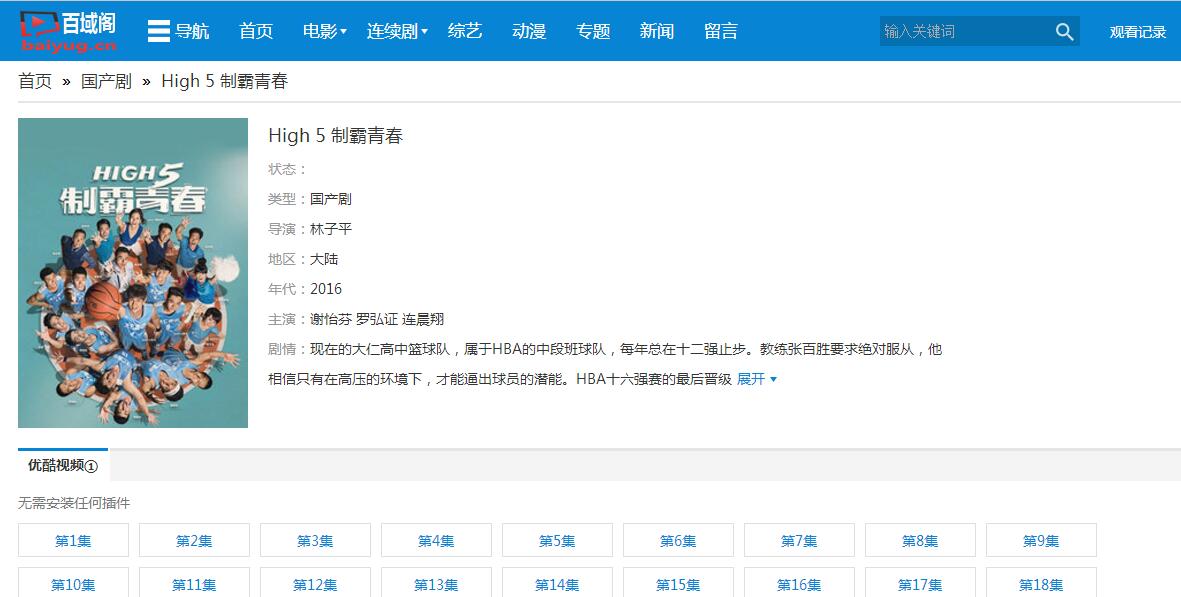 百域阁
baiyug.cn
导航 首页 电影 连续剧 综艺 动漫 专题 新闻 留言 输入关键词 观看记录
首页 » 国产剧 » High 5 制霸青春
HIGH5
制霸青春
High 5 制霸青春
状态：
类型：国产剧
导演：林子平
地区：大陆
年代：2016
主演：谢怡芬 罗弘证 连晨翔
剧情：现在的大仁高中篮球队，属于HBA的中段班球队，每年总在十二强止步。教练张百胜要求绝对服从，他
相信只有在高压的环境下，才能逼出球员的潜能。HBA十六强赛的最后晋级 展开
优酷视频①
无需安装任何插件
第1集 第2集 第3集 第4集 第5集 第6集 第7集 第8集 第9集
第10集 第11集 第12集 第13集 第14集 第15集 第16集 第17集 第18集